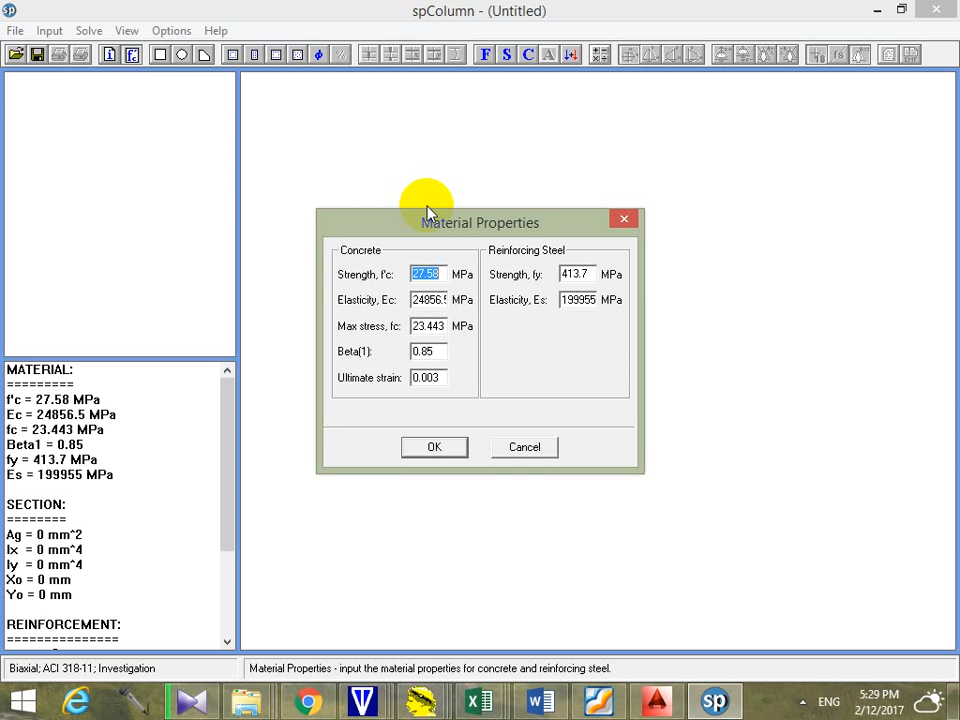 sp
spColumn - (Untitled)
File Input Solve View Options Help
F S C A
Material Properties
Concrete
Strength, f'c: 27.58 MPa
Elasticity, Ec: 24856.5 MPa
Max stress, fc: 23.443 MPa
Beta(1): 0.85
Ultimate strain: 0.003
Reinforcing Steel
Strength, fy: 413.7 MPa
Elasticity, Es: 199955 MPa
OK Cancel
MATERIAL:
=========
f'c = 27.58 MPa
Ec = 24856.5 MPa
fc = 23.443 MPa
Beta1 = 0.85
fy = 413.7 MPa
Es = 199955 MPa
SECTION:
========
Ag = 0 mm^2
Ix = 0 mm^4
Iy = 0 mm^4
Xo = 0 mm
Yo = 0 mm
REINFORCEMENT:
==============
Biaxial; ACI 318-11; Investigation
Material Properties - input the material properties for concrete and reinforcing steel.
sp
ENG
5:29 PM
2/12/2017